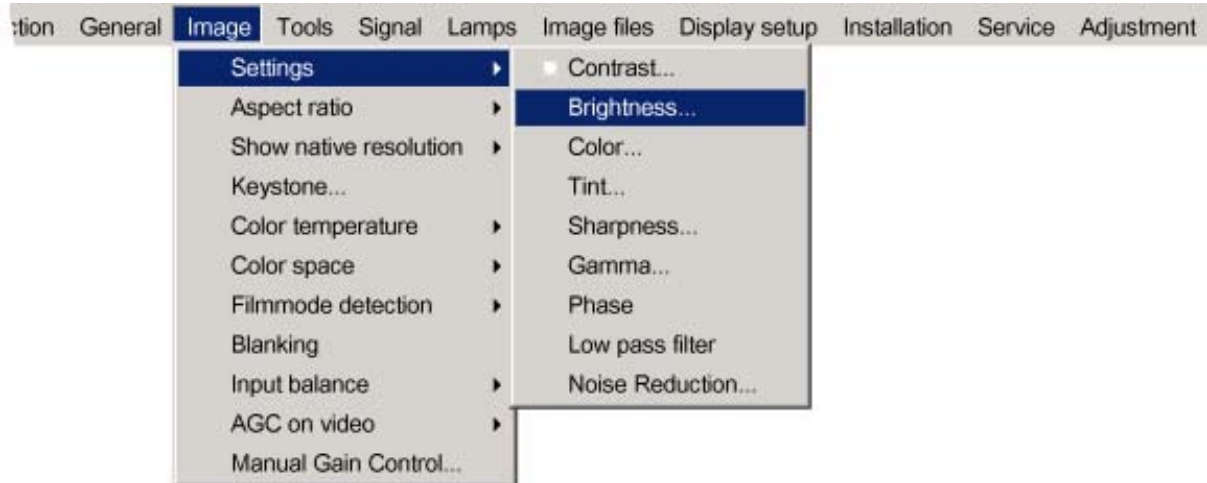 ction General Image Tools Signal Lamps Image files Display setup Installation Service Adjustment
Settings
Aspect ratio
Show native resolution
Keystone...
Color temperature
Color space
Filmmode detection
Blanking
Input balance
AGC on video
Manual Gain Control...
Contrast...
Brightness...
Color...
Tint...
Sharpness...
Gamma...
Phase
Low pass filter
Noise Reduction...